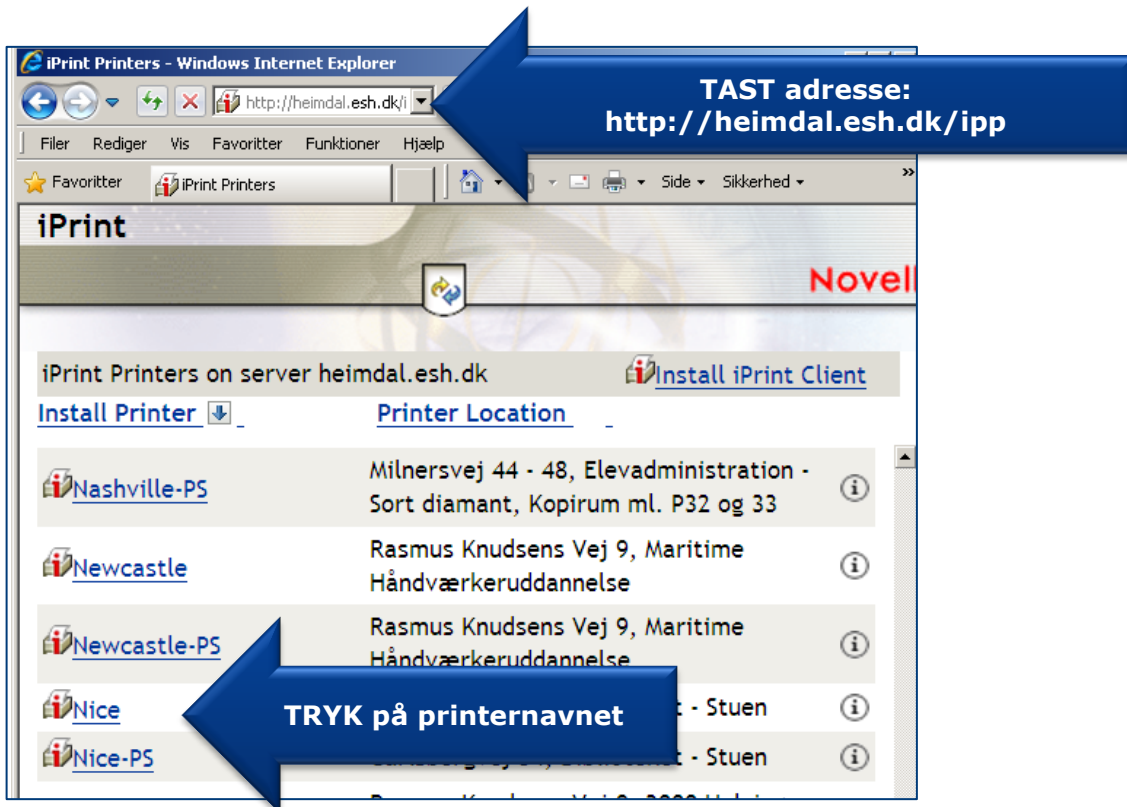 iPrint Printers - Windows Internet Explorer
http://heimdal.esh.dk/i
TAST adresse:
http://heimdal.esh.dk/ipp
Filer Rediger Vis Favoritter Funktioner Hjælp
Favoritter iPrint Printers Side Sikkerhed »
iPrint
Novell
iPrint Printers on server heimdal.esh.dk Install iPrint Client
Install Printer Printer Location
Nashville-PS Milnersvej 44 - 48, Elevadministration -
Sort diamant, Kopirum ml. P32 og 33
Newcastle Rasmus Knudsens Vej 9, Maritime
Håndværkeruddannelse
Newcastle-PS Rasmus Knudsens Vej 9, Maritime
Håndværkeruddannelse
Nice - Stuen
TRYK på printernavnet
Nice-PS - Stuen